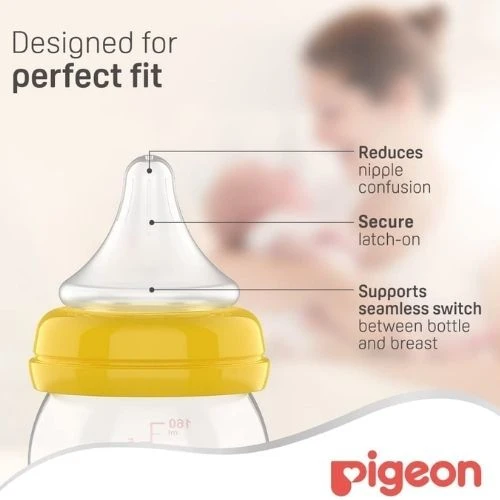 Designed for
perfect fit
Reduces
nipple
confusion
Secure
latch-on
Supports
seamless switch
between bottle
and breast
160
ml
pigeon